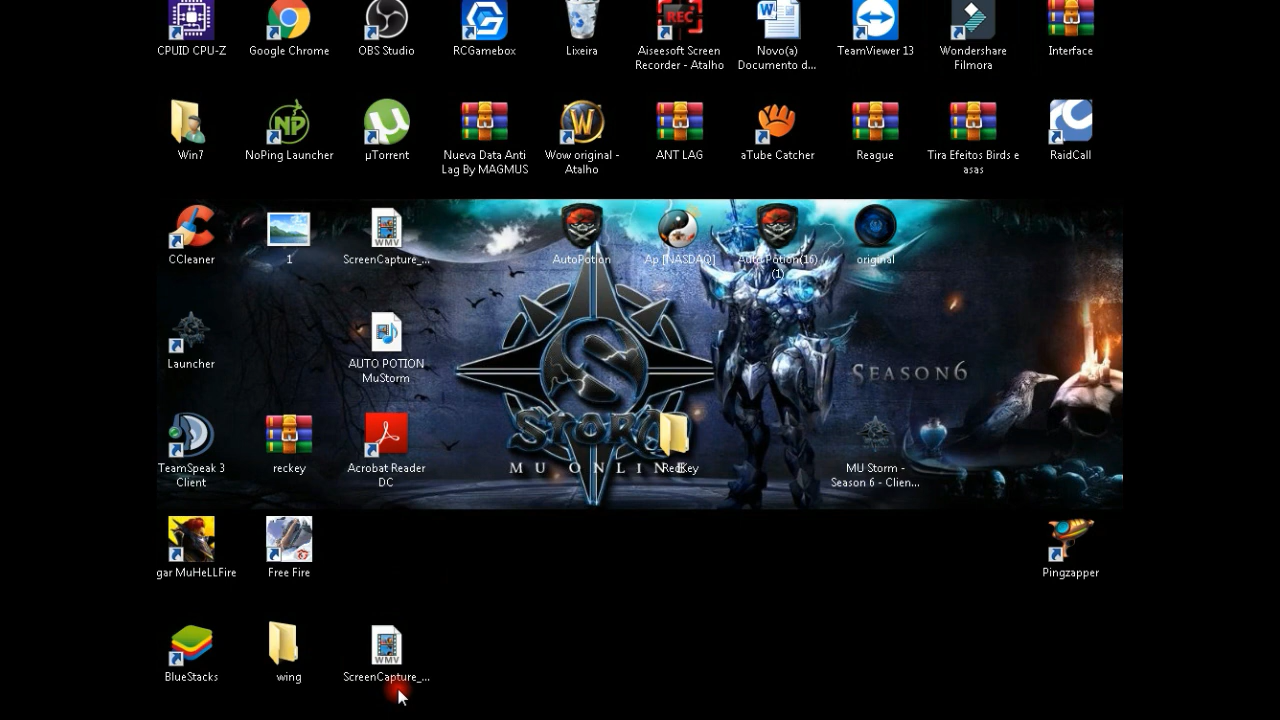 REC
CPUID CPU-Z
Google Chrome
OBS Studio
RCGamebox
Lixeira
Aiseesoft Screen
Recorder - Atalho
Novo(a)
Documento d...
TeamViewer 13
Wondershare
Filmora
Interface
Win7
NoPing Launcher
µTorrent
Nueva Data Anti
Lag By MAGMUS
Wow original -
Atalho
ANT LAG
aTube Catcher
Reague
Tira Efeitos Birds e
asas
RaidCall
CCleaner
1
WMV
ScreenCapture_...
AutoPotion
Ap [NASDAQ]
Auto Potion(16)
(1)
original
Launcher
AUTO POTION
MuStorm
SEASON6
STORM
MU ONLINE
TeamSpeak 3
Client
reckey
Acrobat Reader
DC
RedKey
MU Storm -
Season 6 - Clien...
gar MuHeLLFire
Free Fire
Pingzapper
BlueStacks
wing
WMV
ScreenCapture_...